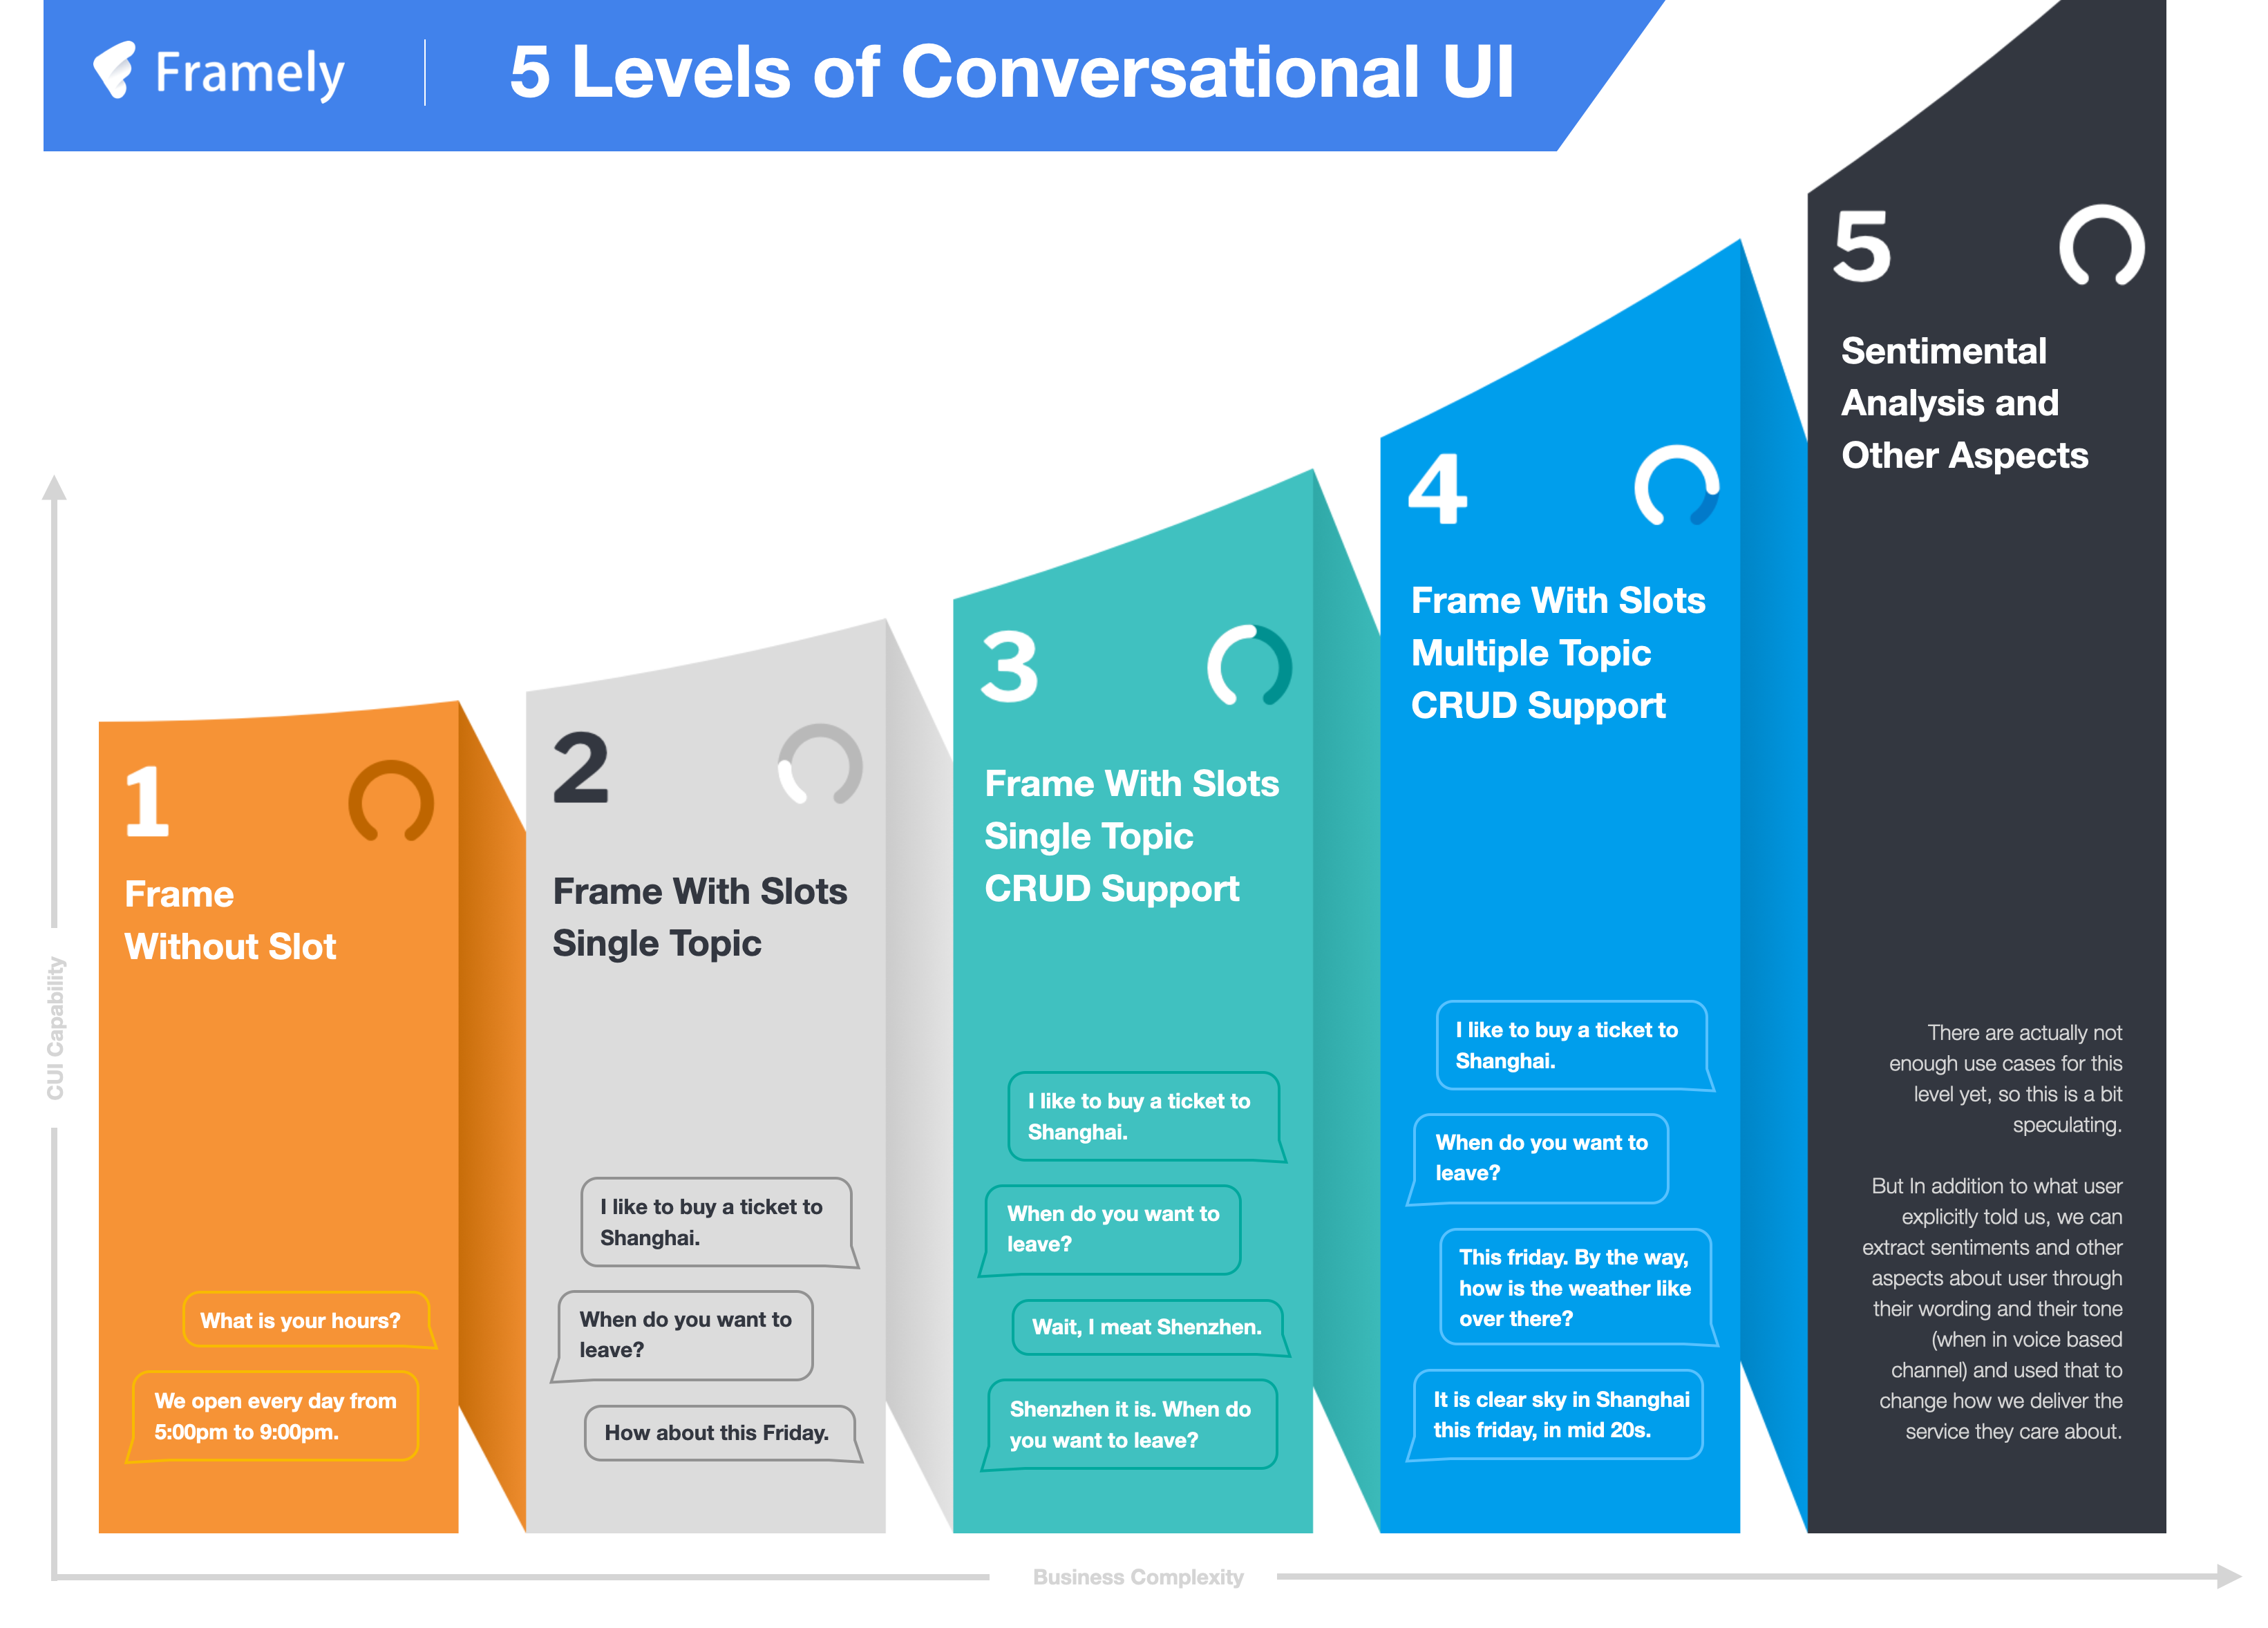 Framely
5 Levels of Conversational UI
CUI Capability
1
Frame
Without Slot
What is your hours?
We open every day from
5:00pm to 9:00pm.
2
Frame With Slots
Single Topic
I like to buy a ticket to
Shanghai.
When do you want to
leave?
How about this Friday.
3
Frame With Slots
Single Topic
CRUD Support
I like to buy a ticket to
Shanghai.
When do you want to
leave?
Wait, I meat Shenzhen.
Shenzhen it is. When do
you want to leave?
4
Frame With Slots
Multiple Topic
CRUD Support
I like to buy a ticket to
Shanghai.
When do you want to
leave?
This friday. By the way,
how is the weather like
over there?
It is clear sky in Shanghai
this friday, in mid 20s.
5
Sentimental
Analysis and
Other Aspects
There are actually not
enough use cases for this
level yet, so this is a bit
speculating.
But In addition to what user
explicitly told us, we can
extract sentiments and other
aspects about user through
their wording and their tone
(when in voice based
channel) and used that to
change how we deliver the
service they care about.
Business Complexity